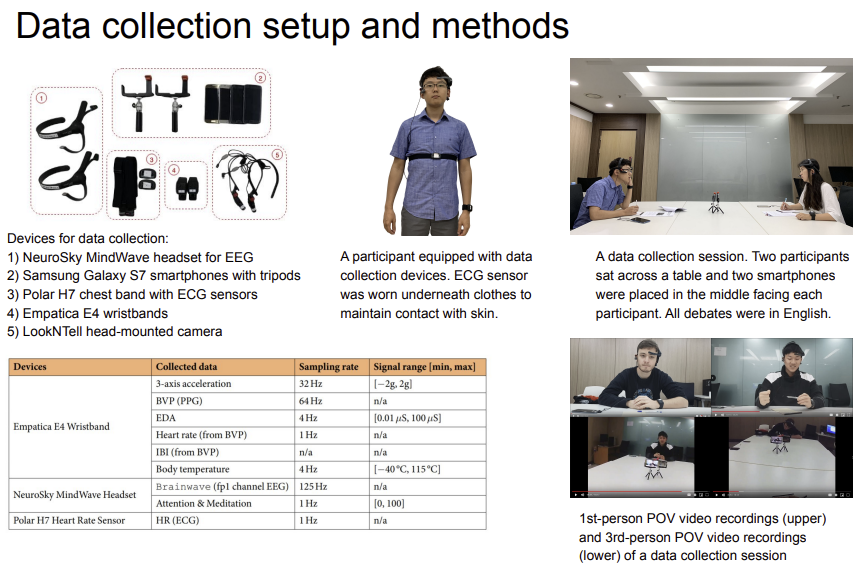 Data collection setup and methods
1
2
3
4
5
Devices for data collection:
1) NeuroSky MindWave headset for EEG
2) Samsung Galaxy S7 smartphones with tripods
3) Polar H7 chest band with ECG sensors
4) Empatica E4 wristbands
5) LookNTell head-mounted camera
A participant equipped with data
collection devices. ECG sensor
was worn underneath clothes to
maintain contact with skin.
A data collection session. Two participants
sat across a table and two smartphones
were placed in the middle facing each
participant. All debates were in English.
Devices Collected data Sampling rate Signal range [min, max]
Empatica E4 Wristband
3-axis acceleration 32 Hz [−2g, 2g]
BVP (PPG) 64 Hz n/a
EDA 4 Hz [0.01 μS, 100 μS]
Heart rate (from BVP) 1 Hz n/a
IBI (from BVP) n/a n/a
Body temperature 4 Hz [−40 °C, 115 °C]
NeuroSky MindWave Headset
Brainwave (fp1 channel EEG) 125 Hz n/a
Attention & Meditation 1 Hz [0, 100]
Polar H7 Heart Rate Sensor HR (ECG) 1 Hz n/a
1st-person POV video recordings (upper)
and 3rd-person POV video recordings
(lower) of a data collection session